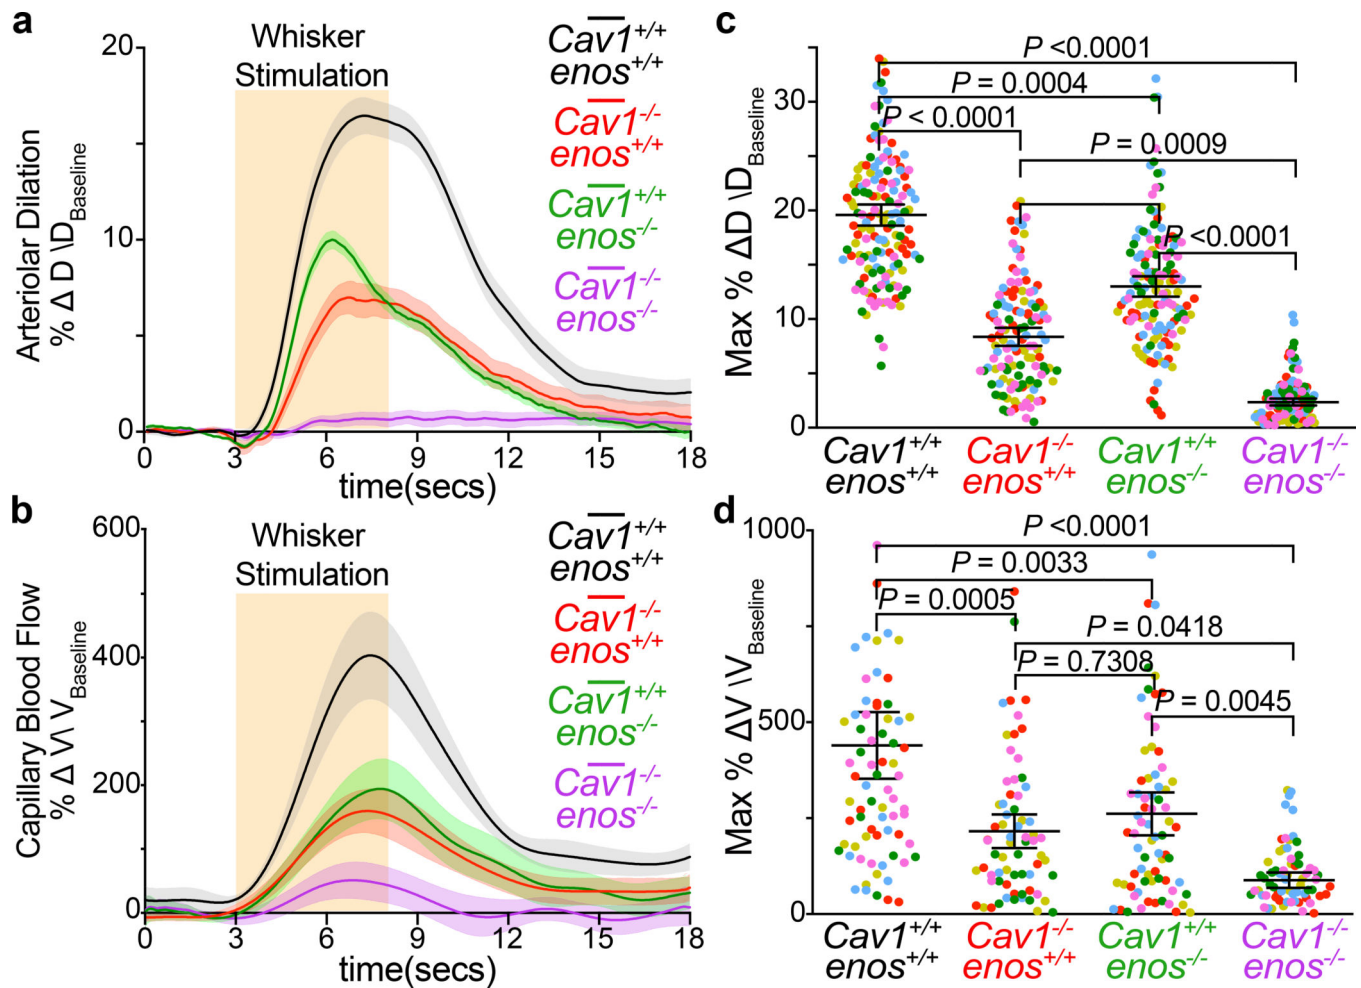 a
20
10
0
Arteriolar Dilation
% Δ D \D Baseline
Whisker
Stimulation
Cav1+/+
enos+/+
Cav1-/-
enos+/+
Cav1+/+
enos-/-
Cav1-/-
enos-/-
0 3 6 9 12 15 18
time(secs)
c
30
20
10
0
Max % ΔD \D Baseline
P <0.0001
P = 0.0004
P < 0.0001
P = 0.0009
P <0.0001
Cav1+/+ Cav1-/- Cav1+/+ Cav1-/-
enos+/+ enos+/+ enos-/- enos-/-
b
600
400
200
0
Capillary Blood Flow
% Δ V\ V Baseline
Whisker
Stimulation
Cav1+/+
enos+/+
Cav1-/-
enos+/+
Cav1+/+
enos-/-
Cav1-/-
enos-/-
0 3 6 9 12 15 18
time(secs)
d
1000
500
0
Max % ΔV \V Baseline
P <0.0001
P = 0.0033
P = 0.0005
P = 0.0418
P = 0.7308
P = 0.0045
Cav1+/+ Cav1-/- Cav1+/+ Cav1-/-
enos+/+ enos+/+ enos-/- enos-/-